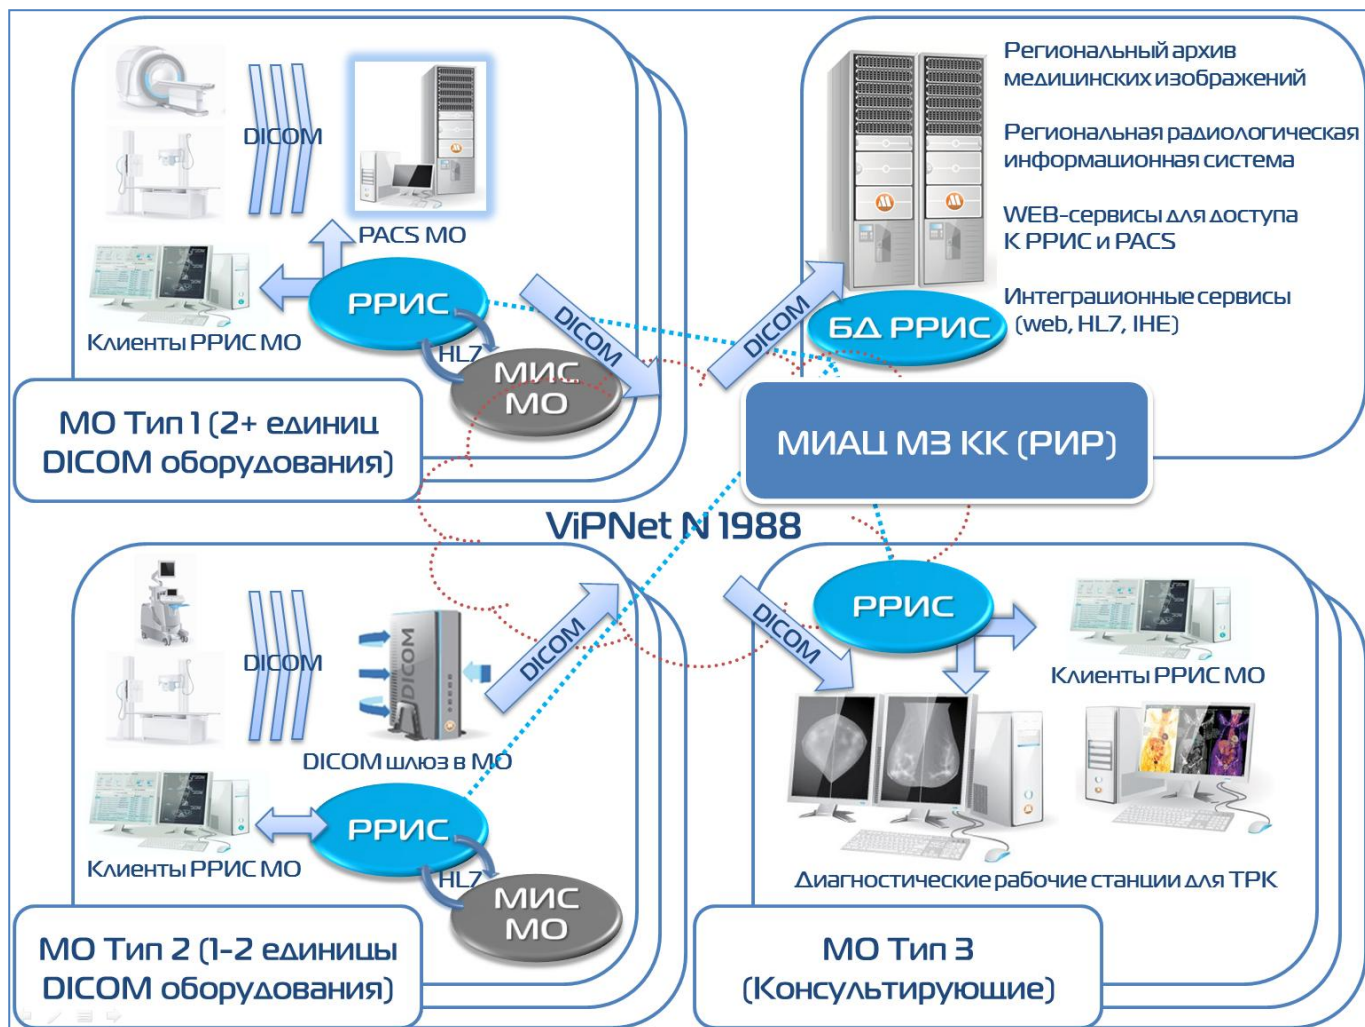 DICOM
PACS МО
РРИС
Клиенты РРИС МО
HL7
МИС
МО
DICOM
МО Тип 1 (2+ единиц
DICOM оборудования)
DICOM
БД РРИС
Региональный архив
медицинских изображений
Региональная радиологическая
информационная система
WEB-сервисы для доступа
К РРИС и PACS
Интеграционные сервисы
(web, HL7, IHE)
МИАЦ МЗ КК (РИР)
ViPNet N 1988
DICOM
DICOM
DICOM шлюз в МО
DICOM
РРИС
Клиенты РРИС МО
HL7
МИС
МО
МО Тип 2 (1-2 единицы
DICOM оборудования)
DICOM
РРИС
Клиенты РРИС МО
Диагностические рабочие станции для ТРК
МО Тип 3
(Консультирующие)